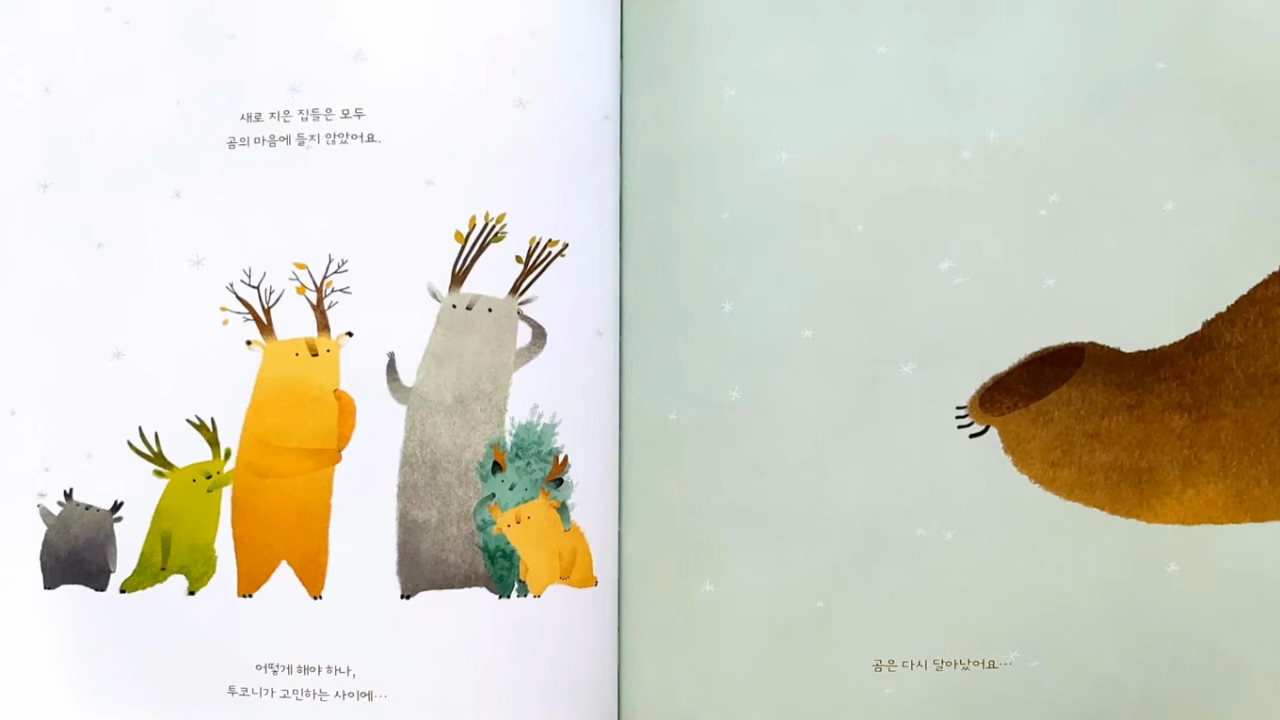 새로 지은 집들은 모두
곰의 마음에 들지 않았어요.
어떻게 해야 하나,
투코니가 고민하는 사이에…
곰은 다시 달아났어요…